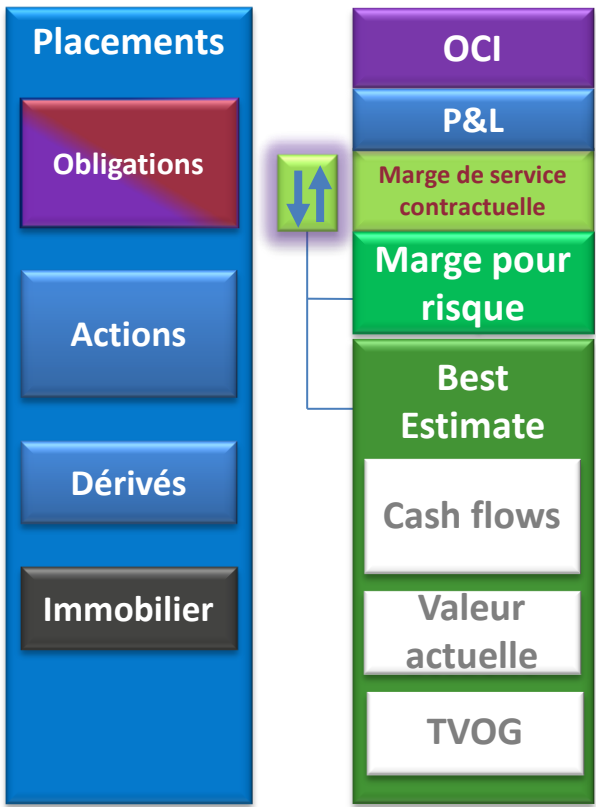 Placements
Obligations
Actions
Dérivés
Immobilier
OCI
P&L
Marge de service
contractuelle
Marge pour
risque
Best
Estimate
Cash flows
Valeur
actuelle
TVOG